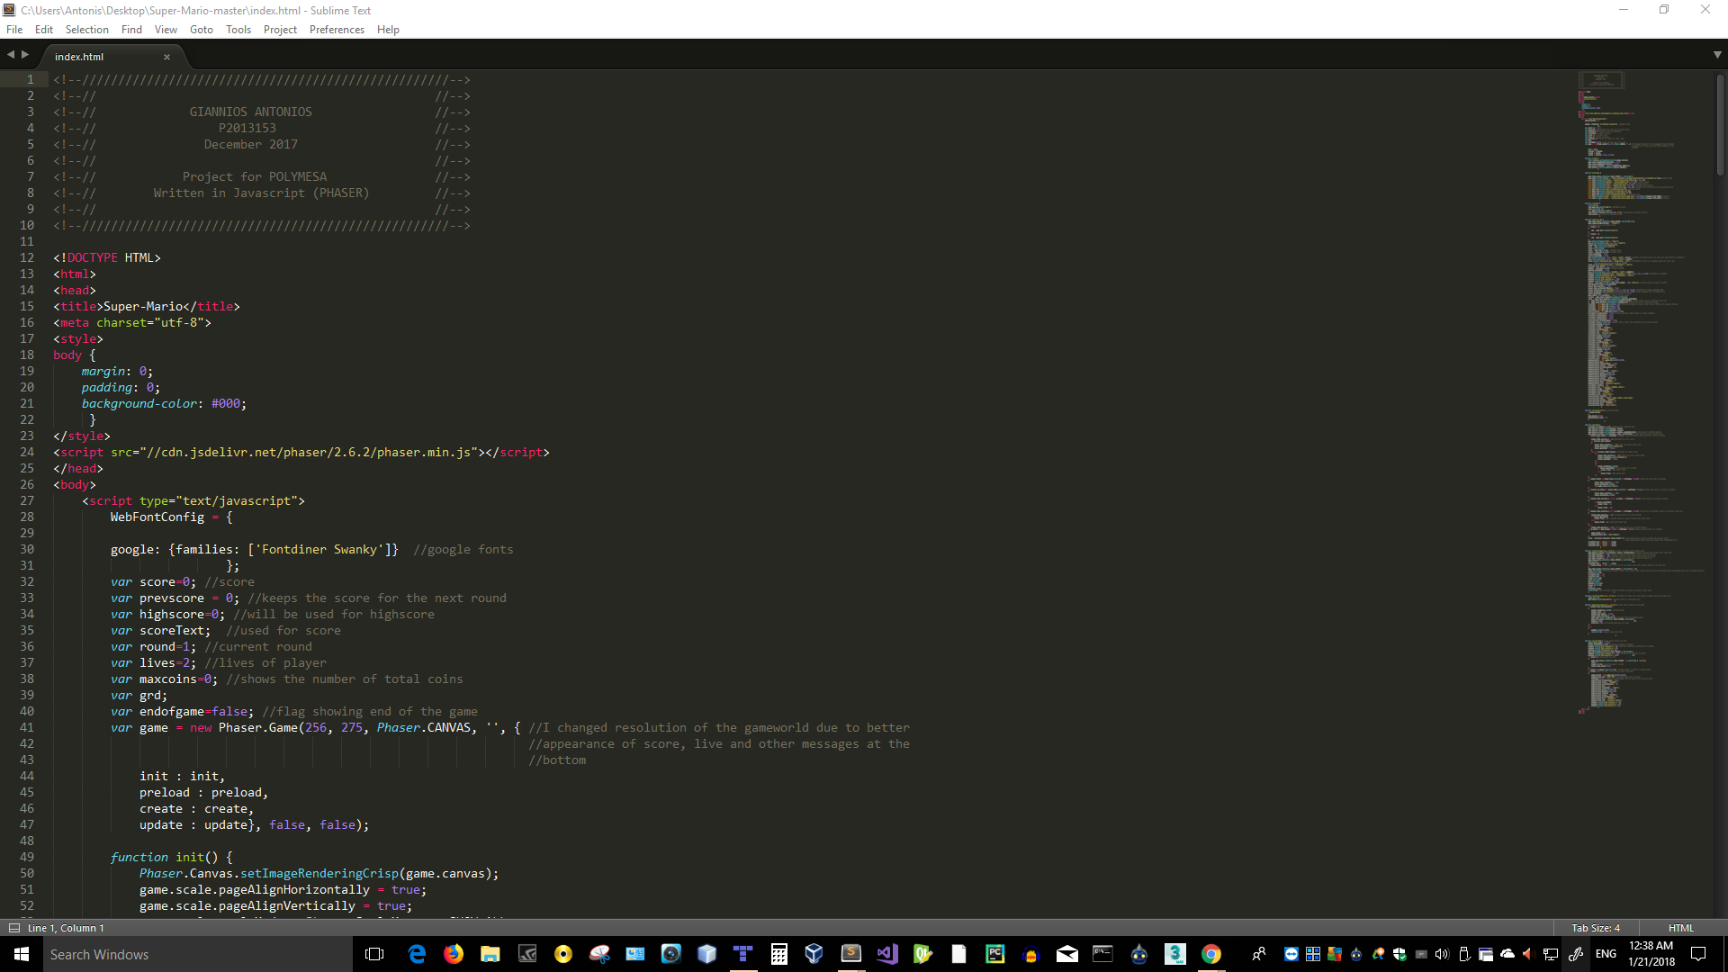 C:\Users\Antonis\Desktop\Super-Mario-master\index.html - Sublime Text
File Edit Selection Find View Goto Tools Project Preferences Help
index.html
1 <!--///////////////////////////////////////////////////-->
2 <!--// //-->
3 <!--// GIANNIOS ANTONIOS //-->
4 <!--// P2013153 //-->
5 <!--// December 2017 //-->
6 <!--// //-->
7 <!--// Project for POLYMESA //-->
8 <!--// Written in Javascript (PHASER) //-->
9 <!--// //-->
10 <!--///////////////////////////////////////////////////-->
11
12 <!DOCTYPE HTML>
13 <html>
14 <head>
15 <title>Super-Mario</title>
16 <meta charset="utf-8">
17 <style>
18 body {
19 margin: 0;
20 padding: 0;
21 background-color: #000;
22 }
23 </style>
24 <script src="//cdn.jsdelivr.net/phaser/2.6.2/phaser.min.js"></script>
25 </head>
26 <body>
27 <script type="text/javascript">
28 WebFontConfig = {
29
30 google: {families: ['Fontdiner Swanky']} //google fonts
31 };
32 var score=0; //score
33 var prevscore = 0; //keeps the score for the next round
34 var highscore=0; //will be used for highscore
35 var scoreText; //used for score
36 var round=1; //current round
37 var lives=2; //lives of player
38 var maxcoins=0; //shows the number of total coins
39 var grd;
40 var endofgame=false; //flag showing end of the game
41 var game = new Phaser.Game(256, 275, Phaser.CANVAS, '', { //I changed resolution of the gameworld due to better
42 //appearance of score, live and other messages at the
43 //bottom
44 init : init,
45 preload : preload,
46 create : create,
47 update : update}, false, false);
48
49 function init() {
50 Phaser.Canvas.setImageRenderingCrisp(game.canvas);
51 game.scale.pageAlignHorizontally = true;
52 game.scale.pageAlignVertically = true;
Line 1, Column 1 Tab Size: 4 HTML
Search Windows ENG 12:38 AM
1/21/2018